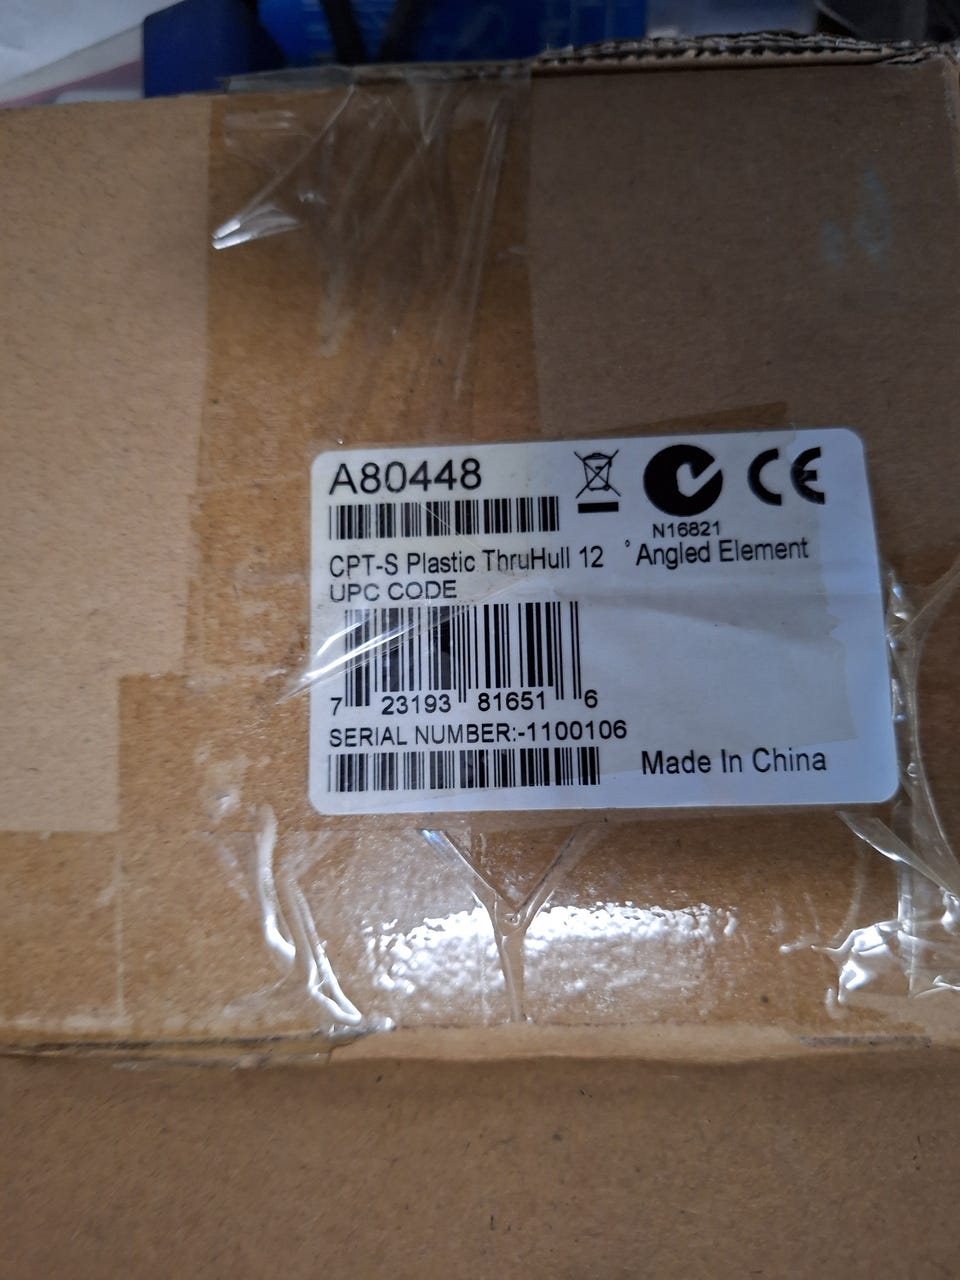 A80448
CE
N16821
CPT-S Plastic ThruHull 12 ° Angled Element
UPC CODE
7 23193 81651 6
SERIAL NUMBER:-1100106
Made In China